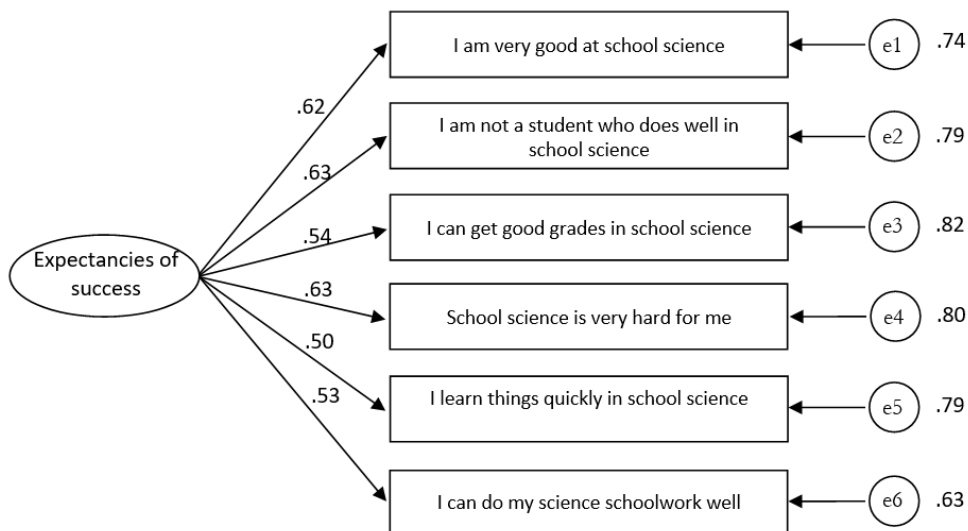 I am very good at school science
e1
.74
.62
I am not a student who does well in
school science
e2
.79
.63
I can get good grades in school science
e3
.82
.54
Expectancies of
success
School science is very hard for me
e4
.80
.63
I learn things quickly in school science
e5
.79
.50
I can do my science schoolwork well
e6
.63
.53